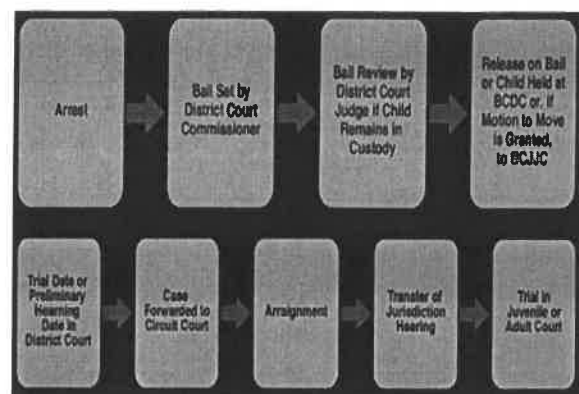 Arrest
Bail Set by
District Court
Commissioner
Bail Review by
District Court
Judge if Child
Remains in
Custody
Release on Bail
or Child Held at
BCDC or, if
Motion to Move
is Granted,
to BCJJC
Trial Date or
Preliminary
Hearning
Date in
District Court
Case
Forwarded to
Circuit Court
Arraignment
Transfer of
Jurisdiction
Hearing
Trial in
Juvenile or
Adult Court